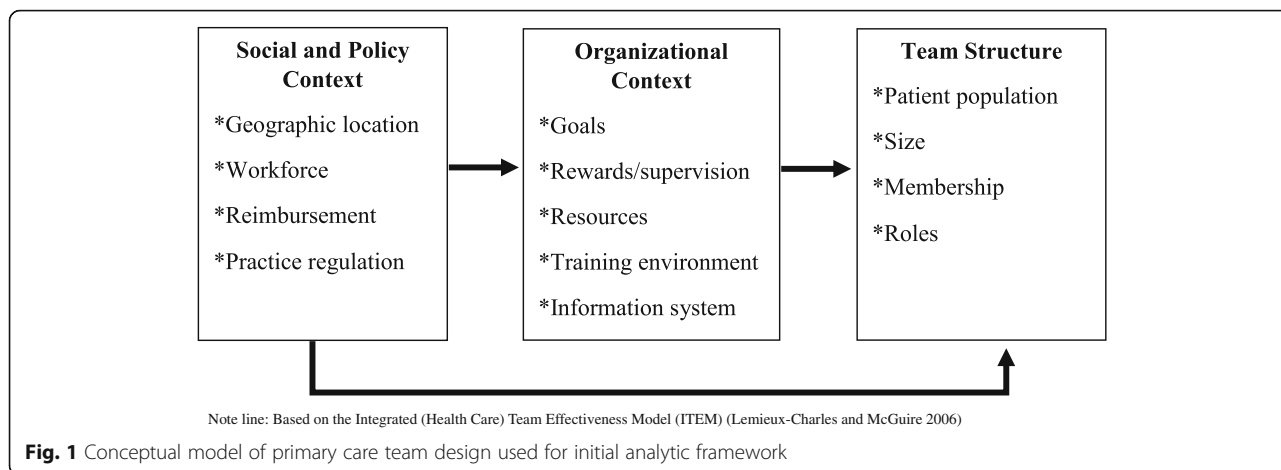 Social and Policy
Context
*Geographic location
*Workforce
*Reimbursement
*Practice regulation
Organizational
Context
*Goals
*Rewards/supervision
*Resources
*Training environment
*Information system
Team Structure
*Patient population
*Size
*Membership
*Roles
Note line: Based on the Integrated (Health Care) Team Effectiveness Model (ITEM) (Lemieux-Charles and McGuire 2006)
Fig. 1 Conceptual model of primary care team design used for initial analytic framework